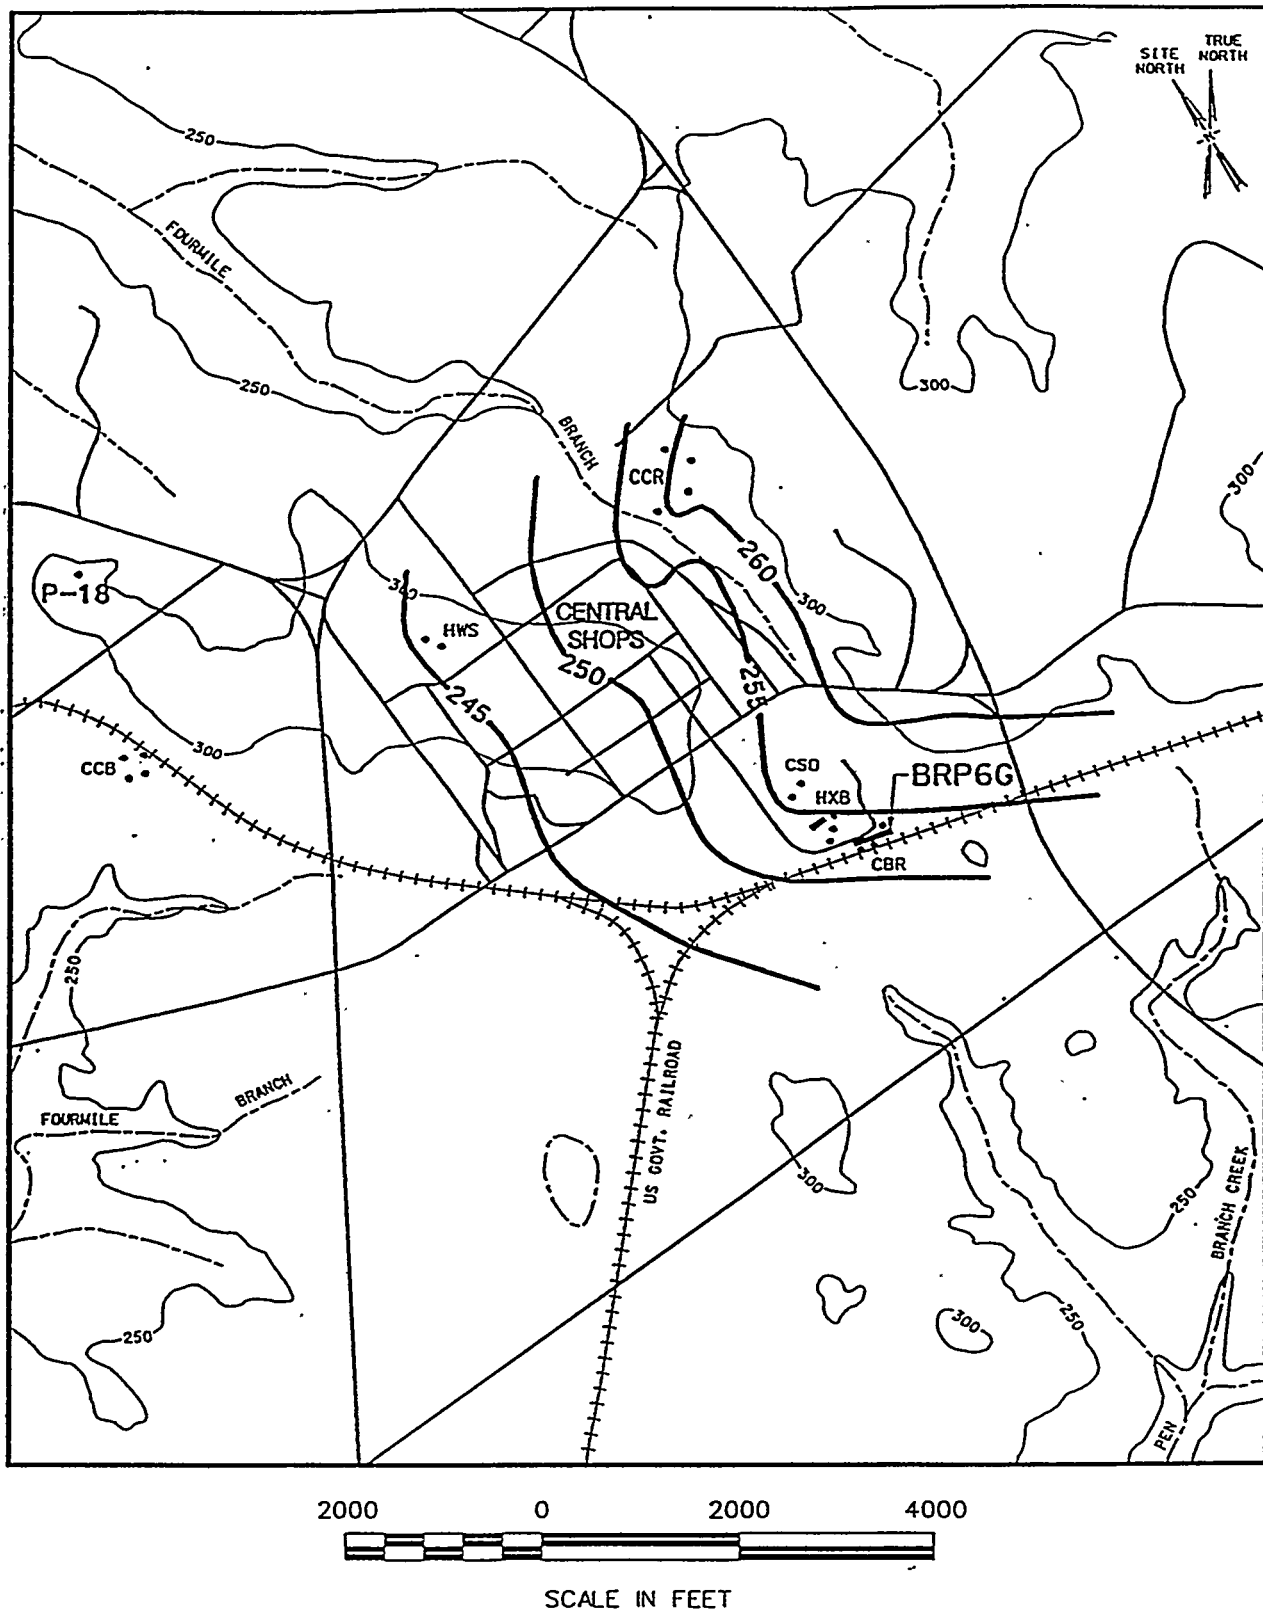 SITE NORTH
TRUE NORTH
250
FOURMILE
250
300
BRANCH
300
CCR
260
P-18
300
300
HWS
CENTRAL SHOPS
250
245
255
300
CCB
CSO
BRP6G
HXB
CBR
250
US GOVT. RAILROAD
BRANCH
FOURMILE
300
250
BRANCH CREEK
250
300
250
PEN
2000 0 2000 4000
SCALE IN FEET